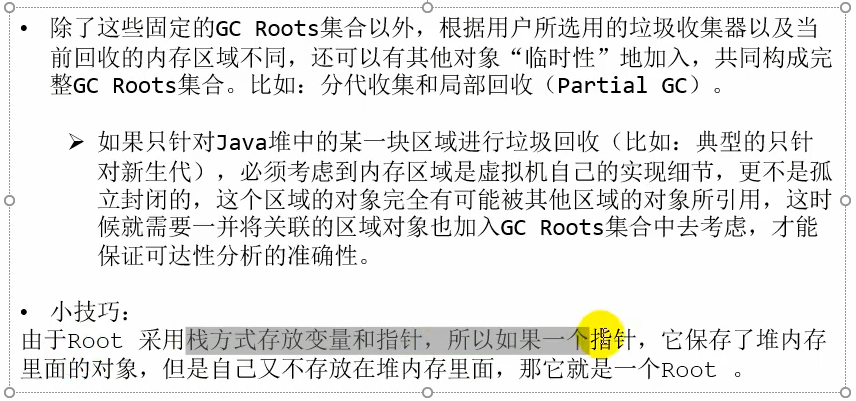 • 除了这些固定的GC Roots集合以外，根据用户所选用的垃圾收集器以及当
前回收的内存区域不同，还可以有其他对象“临时性”地加入，共同构成完
整GC Roots集合。比如：分代收集和局部回收（Partial GC）。
➢ 如果只针对Java堆中的某一块区域进行垃圾回收（比如：典型的只针
对新生代），必须考虑到内存区域是虚拟机自己的实现细节，更不是孤
立封闭的，这个区域的对象完全有可能被其他区域的对象所引用，这时
候就需要一并将关联的区域对象也加入GC Roots集合中去考虑，才能
保证可达性分析的准确性。
• 小技巧：
由于Root 采用栈方式存放变量和指针，所以如果一个指针，它保存了堆内存
里面的对象，但是自己又不存放在堆内存里面，那它就是一个Root 。